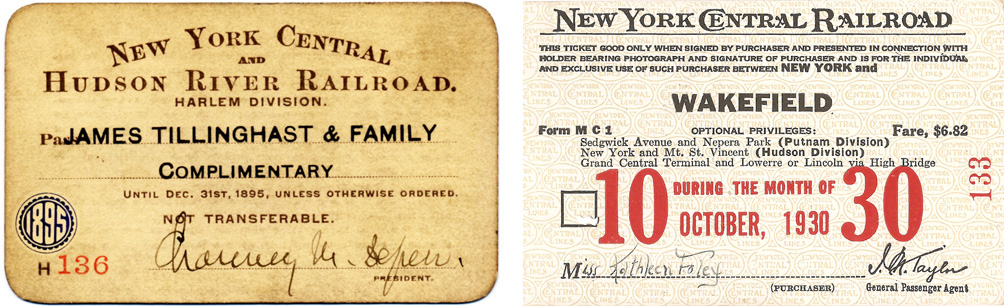 NEW YORK CENTRAL
AND
HUDSON RIVER RAILROAD.
HARLEM DIVISION.
Pa JAMES TILLINGHAST & FAMILY
COMPLIMENTARY
UNTIL DEC. 31ST, 1895, UNLESS OTHERWISE ORDERED.
NOT TRANSFERABLE.
1895
H 136
Chauncey M. Depew.
PRESIDENT.
NEW YORK CENTRAL RAILROAD
THIS TICKET GOOD ONLY WHEN SIGNED BY PURCHASER AND PRESENTED IN CONNECTION WITH
HOLDER BEARING PHOTOGRAPH AND SIGNATURE OF PURCHASER AND IS FOR THE INDIVIDUAL
AND EXCLUSIVE USE OF SUCH PURCHASER BETWEEN NEW YORK and
WAKEFIELD
Form M C 1 OPTIONAL PRIVILEGES: Fare, $6.82
Sedgwick Avenue and Nepera Park (Putnam Division)
New York and Mt. St. Vincent (Hudson Division)
Grand Central Terminal and Lowerre or Lincoln via High Bridge
133
10 DURING THE MONTH OF 30
OCTOBER, 1930
Miss Kathleen Foley
J. W. Taylor
(PURCHASER) General Passenger Agent